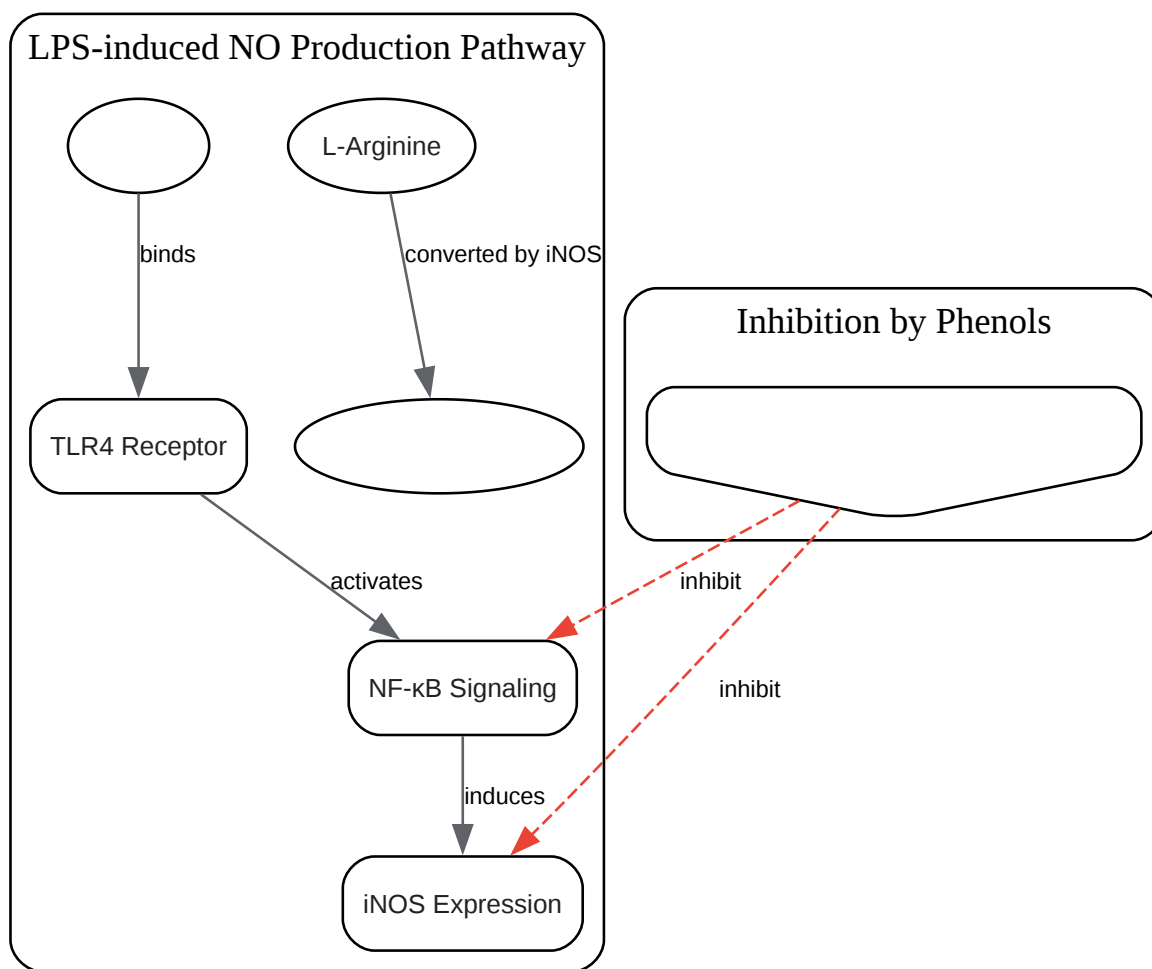 LPS-induced NO Production Pathway
L-Arginine
binds
converted by iNOS
Inhibition by Phenols
TLR4 Receptor
activates
inhibit
NF-κB Signaling
inhibit
induces
iNOS Expression